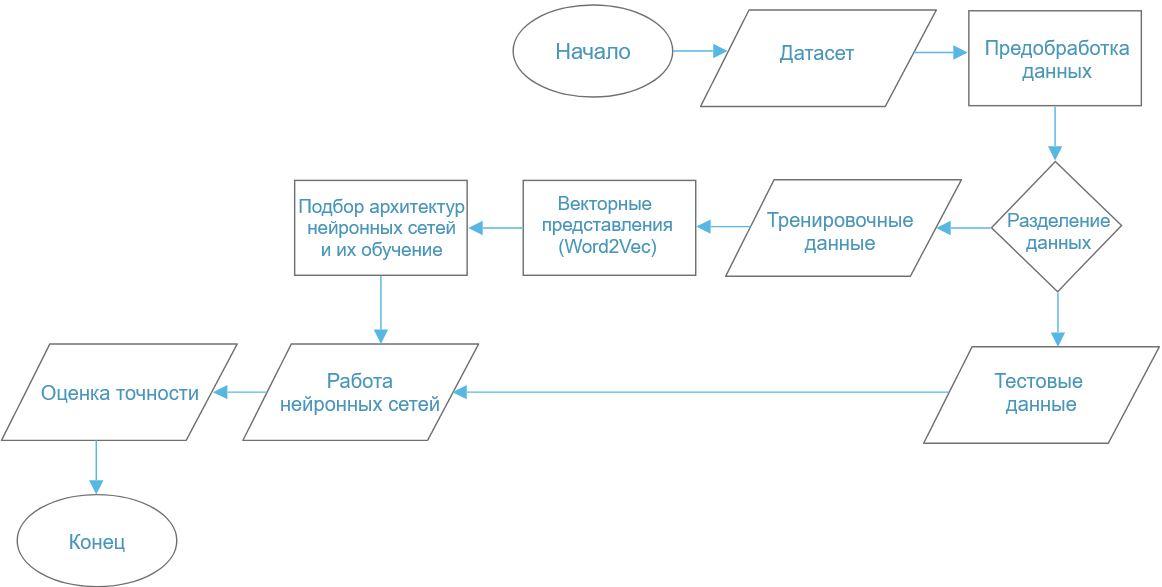 Начало
Датасет
Предобработка
данных
Разделение
данных
Тренировочные
данные
Векторные
представления
(Word2Vec)
Подбор архитектур
нейронных сетей
и их обучение
Тестовые
данные
Работа
нейронных сетей
Оценка точности
Конец